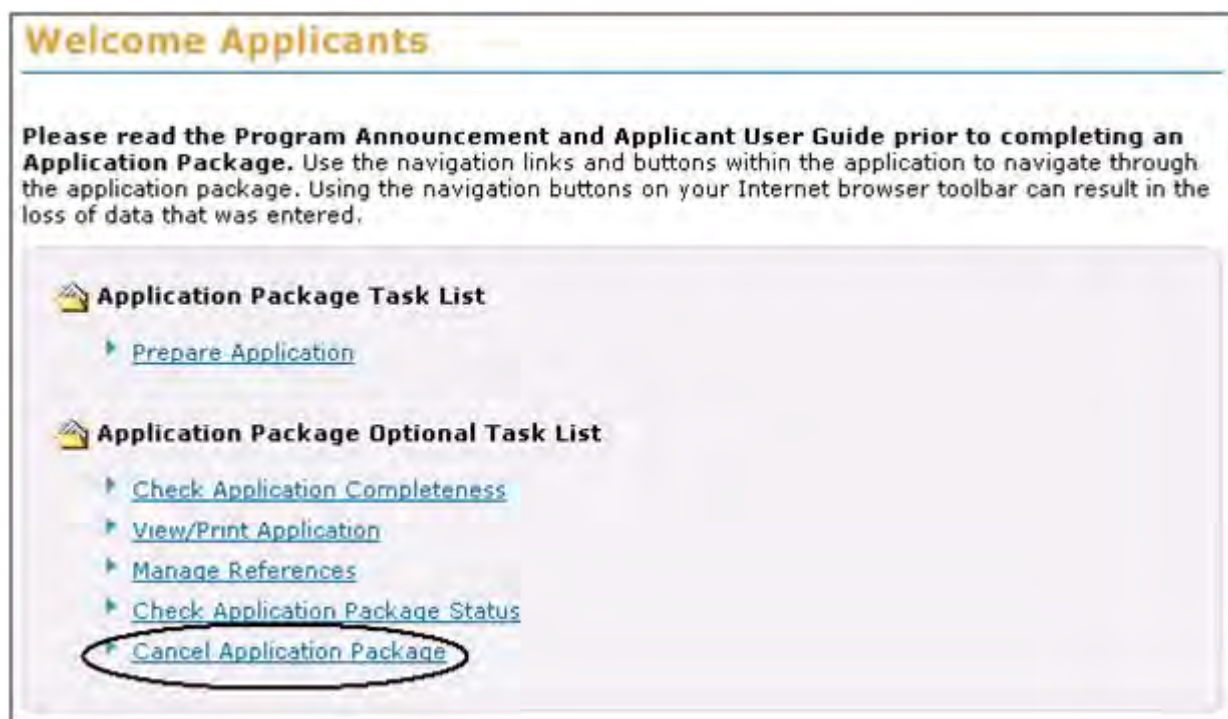 Welcome Applicants
Please read the Program Announcement and Applicant User Guide prior to completing an
Application Package. Use the navigation links and buttons within the application to navigate through
the application package. Using the navigation buttons on your Internet browser toolbar can result in the
loss of data that was entered.
Application Package Task List
Prepare Application
Application Package Optional Task List
Check Application Completeness
View/Print Application
Manage References
Check Application Package Status
Cancel Application Package